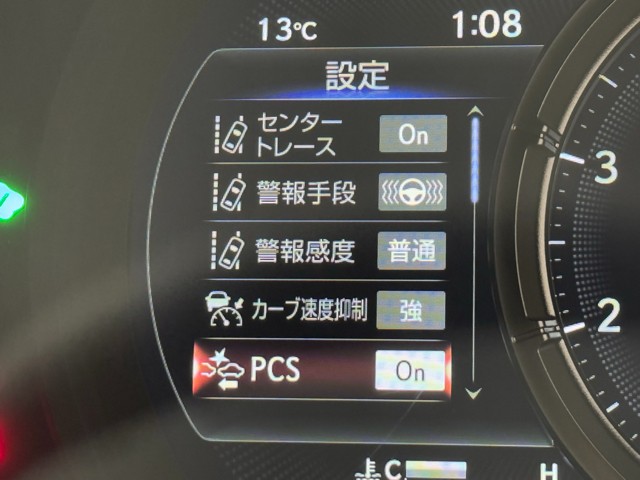 13℃
1:08
設定
センター
トレース
On
警報手段
警報感度 普通
カーブ速度抑制 強
PCS On
3
2
C
H